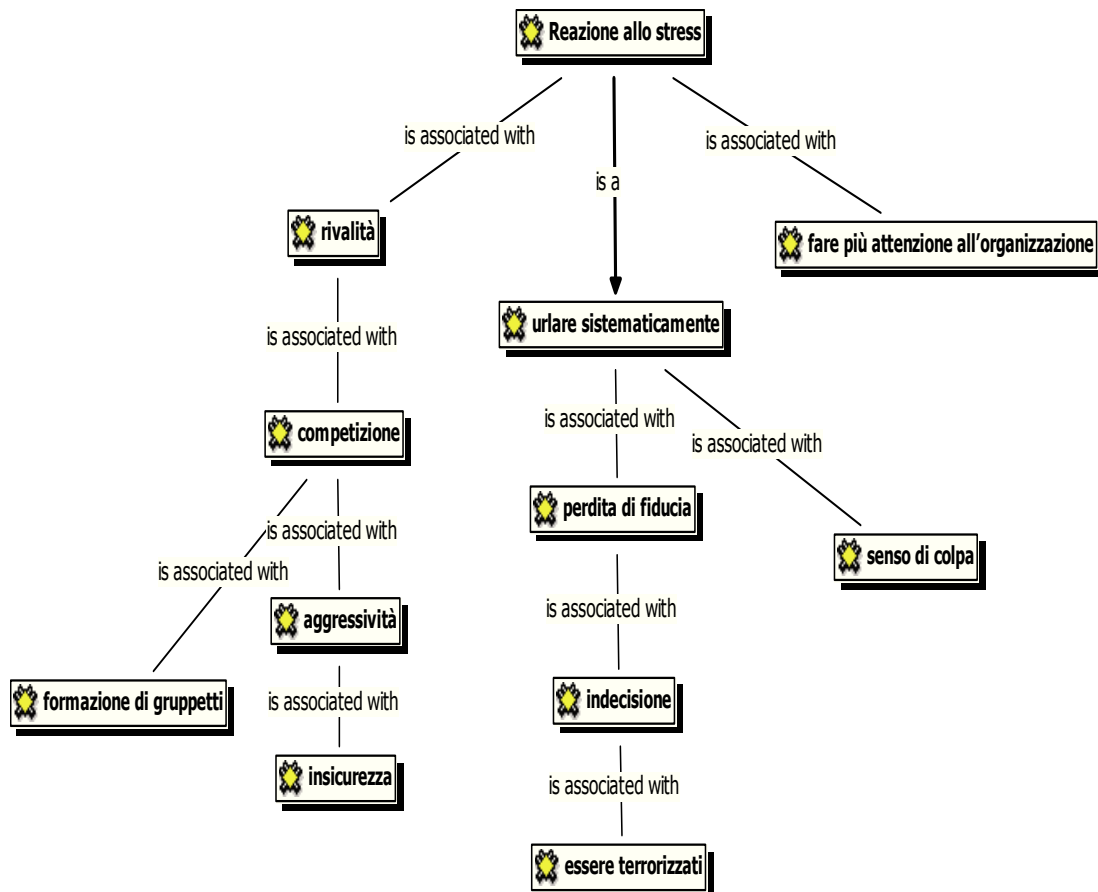 Reazione allo stress
is associated with
is associated with
is a
rivalità
fare più attenzione all'organizzazione
urlare sistematicamente
is associated with
is associated with
is associated with
competizione
perdita di fiducia
is associated with
is associated with
senso di colpa
aggressività
is associated with
formazione di gruppetti
is associated with
indecisione
insicurezza
is associated with
essere terrorizzati